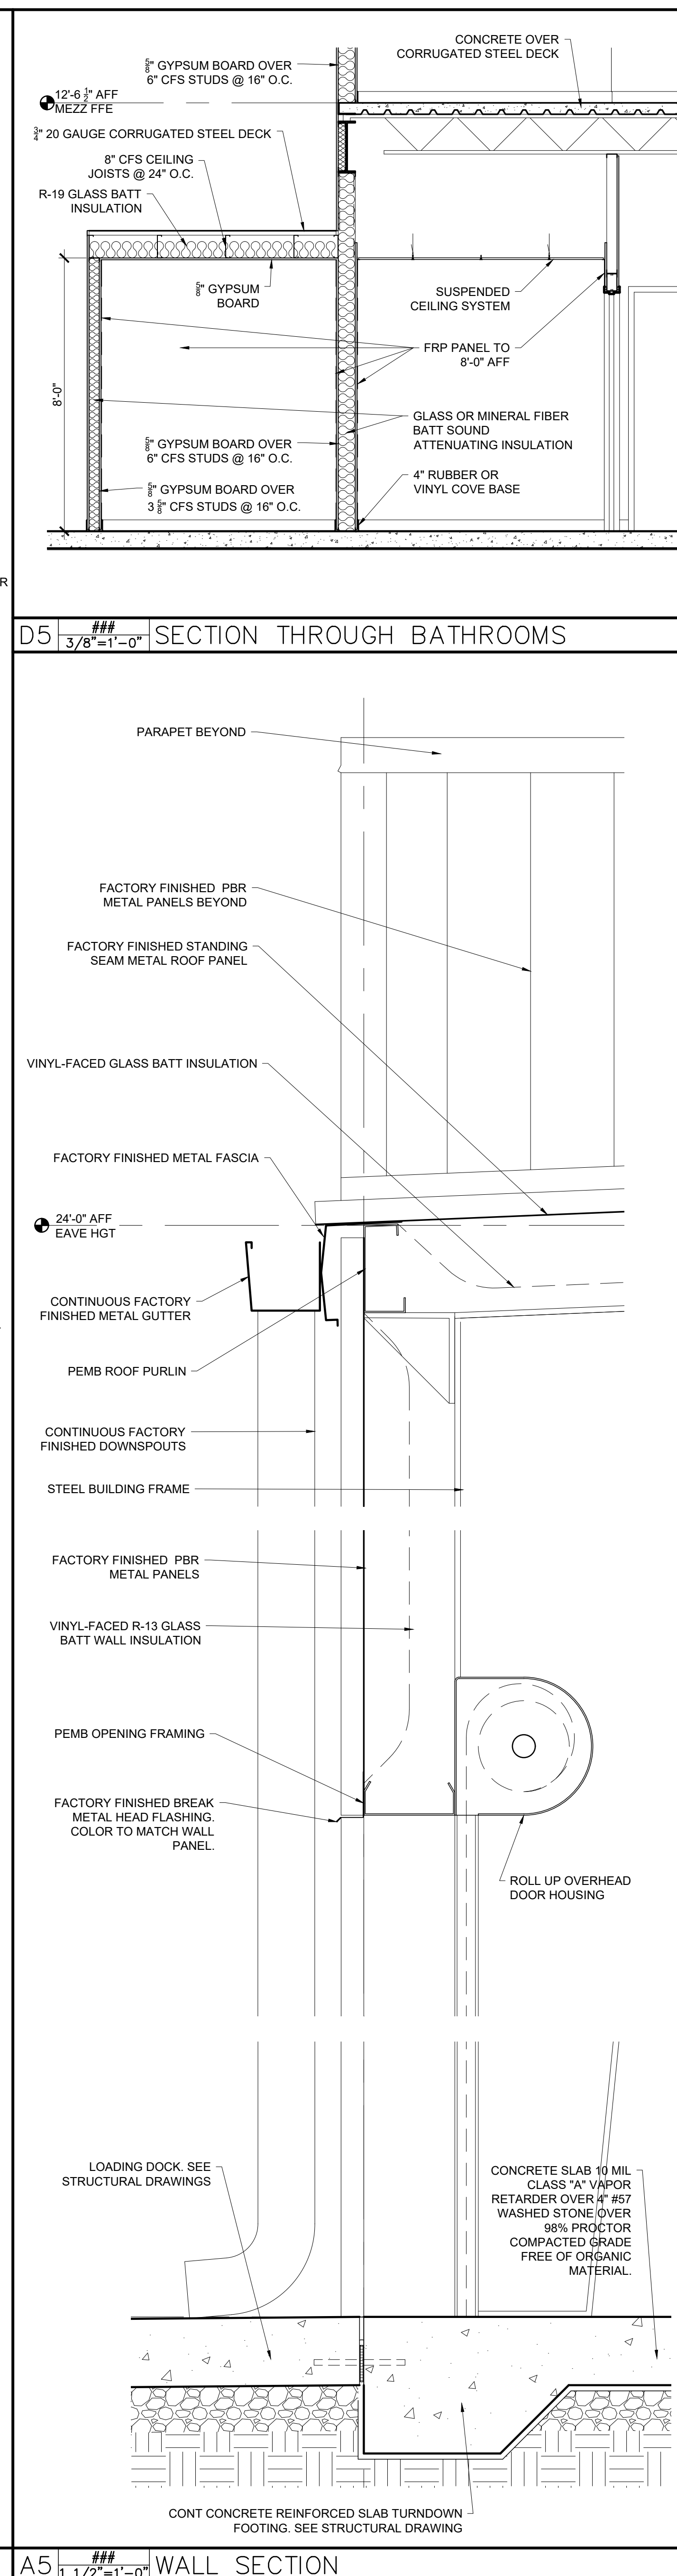 CONCRETE OVER
CORRUGATED STEEL DECK
5/8" GYPSUM BOARD OVER
6" CFS STUDS @ 16" O.C.
12'-6 1/2" AFF
MEZZ FFE
3/4" 20 GAUGE CORRUGATED STEEL DECK
8" CFS CEILING
JOISTS @ 24" O.C.
R-19 GLASS BATT
INSULATION
5/8" GYPSUM
BOARD
SUSPENDED
CEILING SYSTEM
FRP PANEL TO
8'-0" AFF
8'-0"
GLASS OR MINERAL FIBER
BATT SOUND
ATTENUATING INSULATION
5/8" GYPSUM BOARD OVER
6" CFS STUDS @ 16" O.C.
4" RUBBER OR
VINYL COVE BASE
5/8" GYPSUM BOARD OVER
3 5/8" CFS STUDS @ 16" O.C.
R
D5 ### 3/8"=1'-0" SECTION THROUGH BATHROOMS
PARAPET BEYOND
FACTORY FINISHED PBR
METAL PANELS BEYOND
FACTORY FINISHED STANDING
SEAM METAL ROOF PANEL
VINYL-FACED GLASS BATT INSULATION
FACTORY FINISHED METAL FASCIA
24'-0" AFF
EAVE HGT
CONTINUOUS FACTORY
FINISHED METAL GUTTER
PEMB ROOF PURLIN
CONTINUOUS FACTORY
FINISHED DOWNSPOUTS
STEEL BUILDING FRAME
FACTORY FINISHED PBR
METAL PANELS
VINYL-FACED R-13 GLASS
BATT WALL INSULATION
PEMB OPENING FRAMING
FACTORY FINISHED BREAK
METAL HEAD FLASHING.
COLOR TO MATCH WALL
PANEL.
ROLL UP OVERHEAD
DOOR HOUSING
LOADING DOCK. SEE
STRUCTURAL DRAWINGS
CONCRETE SLAB 10 MIL
CLASS "A" VAPOR
RETARDER OVER 4" #57
WASHED STONE OVER
98% PROCTOR
COMPACTED GRADE
FREE OF ORGANIC
MATERIAL.
CONT CONCRETE REINFORCED SLAB TURNDOWN
FOOTING. SEE STRUCTURAL DRAWING
A5 ### 1 1/2"=1'-0" WALL SECTION